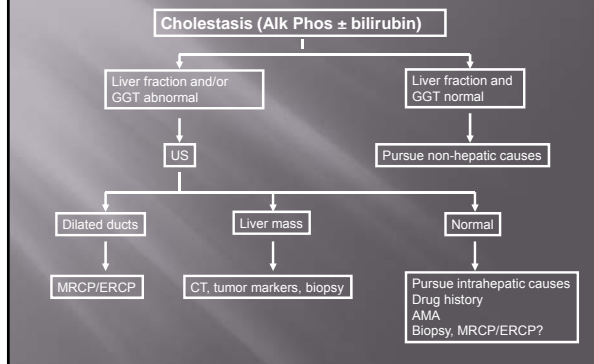 Cholestasis (Alk Phos ± bilirubin)
Liver fraction and/or
GGT abnormal
Liver fraction and
GGT normal
US
Pursue non-hepatic causes
Dilated ducts
Liver mass
Normal
MRCP/ERCP
CT, tumor markers, biopsy
Pursue intrahepatic causes
Drug history
AMA
Biopsy, MRCP/ERCP?